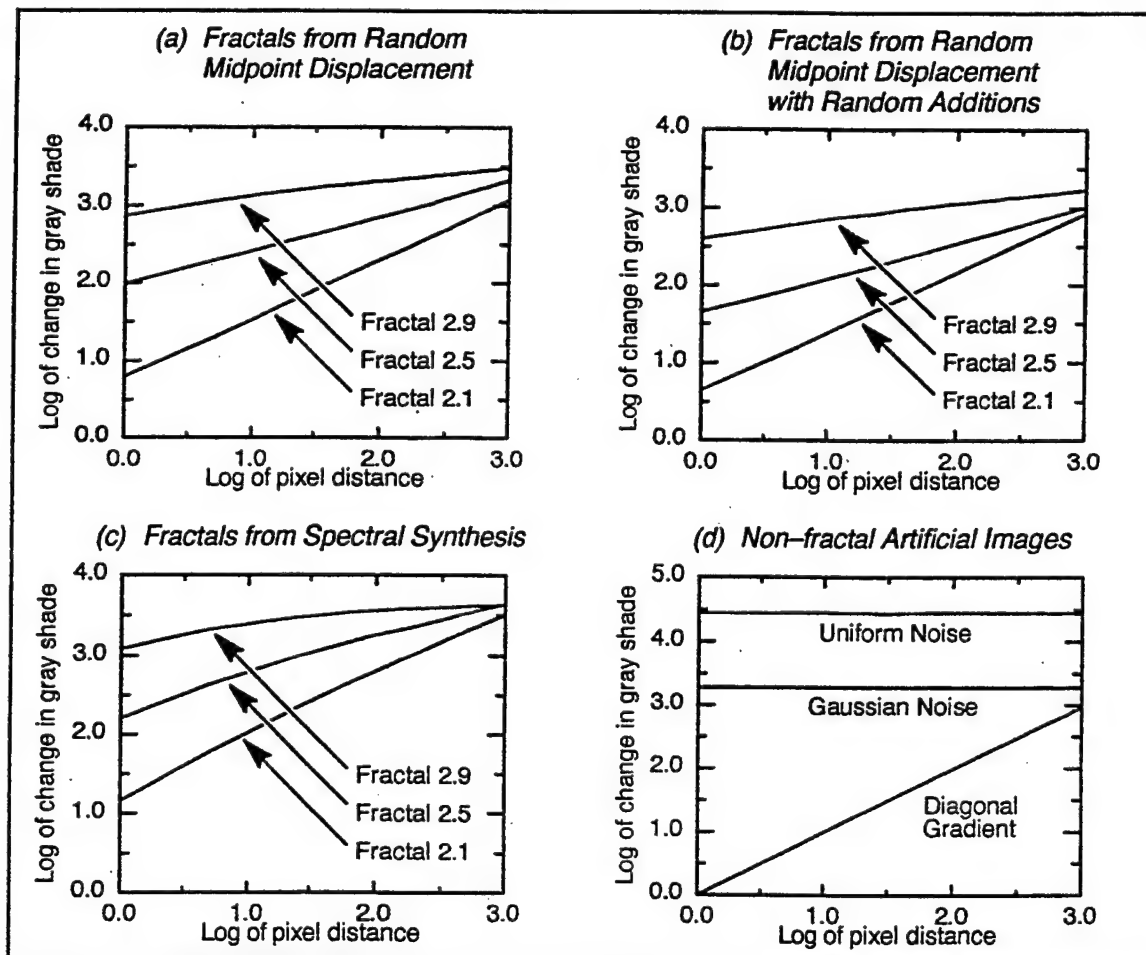 (a) Fractals from Random
Midpoint Displacement
4.0
3.0
2.0
1.0
0.0
Log of change in gray shade
Fractal 2.9
Fractal 2.5
Fractal 2.1
0.0 1.0 2.0 3.0
Log of pixel distance
(b) Fractals from Random
Midpoint Displacement
with Random Additions
4.0
3.0
2.0
1.0
0.0
Log of change in gray shade
Fractal 2.9
Fractal 2.5
Fractal 2.1
0.0 1.0 2.0 3.0
Log of pixel distance
(c) Fractals from Spectral Synthesis
4.0
3.0
2.0
1.0
0.0
Log of change in gray shade
Fractal 2.9
Fractal 2.5
Fractal 2.1
0.0 1.0 2.0 3.0
Log of pixel distance
(d) Non–fractal Artificial Images
5.0
4.0
3.0
2.0
1.0
0.0
Log of change in gray shade
Uniform Noise
Gaussian Noise
Diagonal
Gradient
0.0 1.0 2.0 3.0
Log of pixel distance